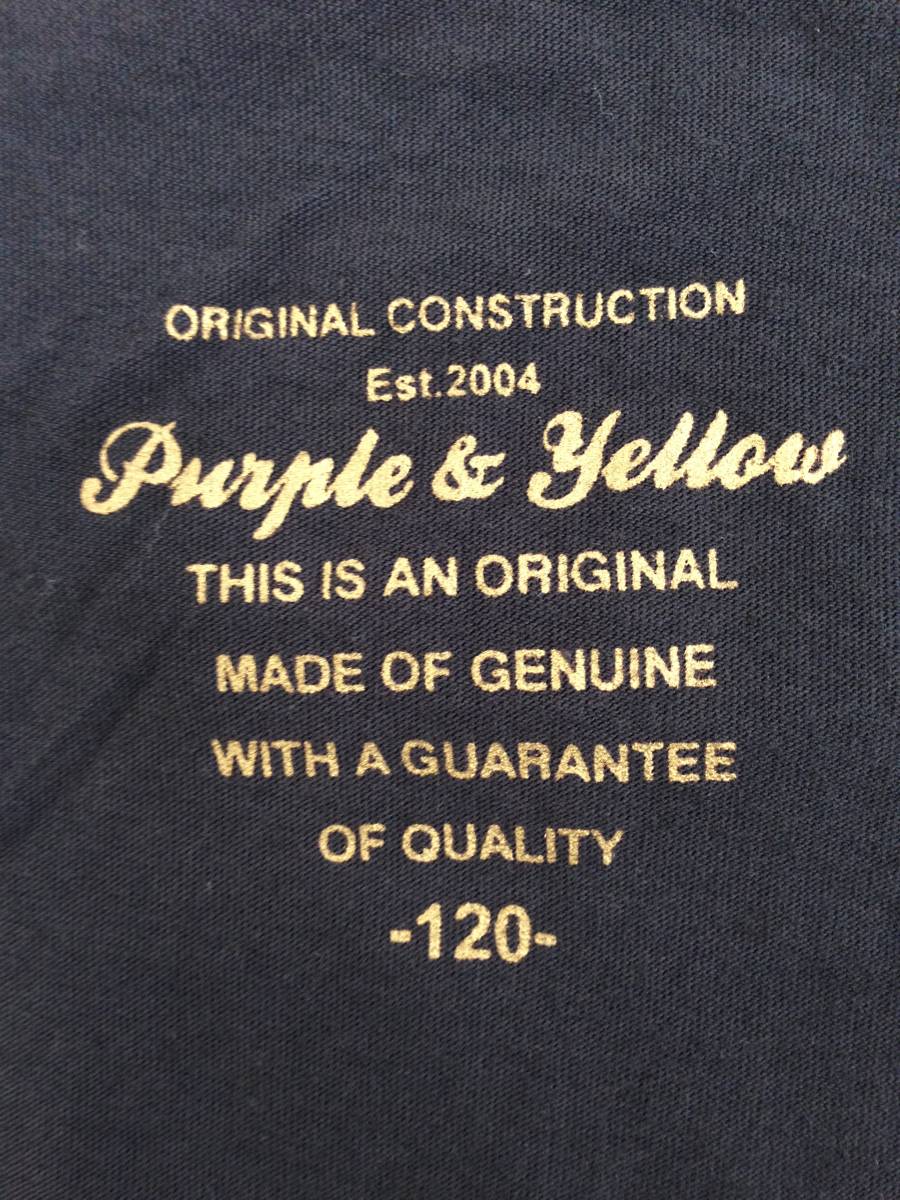 ORIGINAL CONSTRUCTION
Est.2004
Purple & Yellow
THIS IS AN ORIGINAL
MADE OF GENUINE
WITH A GUARANTEE
OF QUALITY
-120-